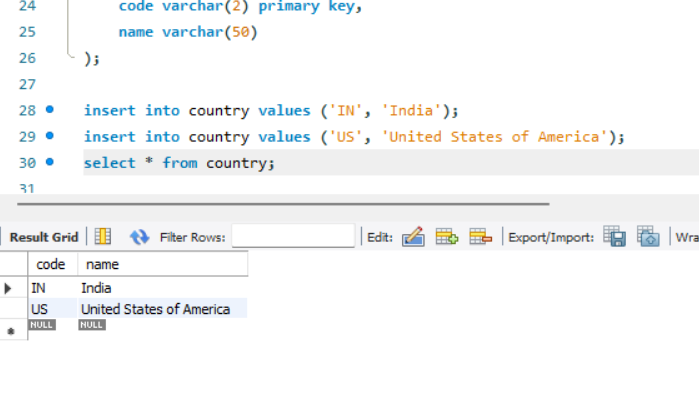 24 code varchar(2) primary key,
25 name varchar(50)
26 );
27
28 insert into country values ('IN', 'India');
29 insert into country values ('US', 'United States of America');
30 select * from country;
31
Result Grid Filter Rows: Edit: Export/Import: Wra
code name
IN India
US United States of America
NULL NULL